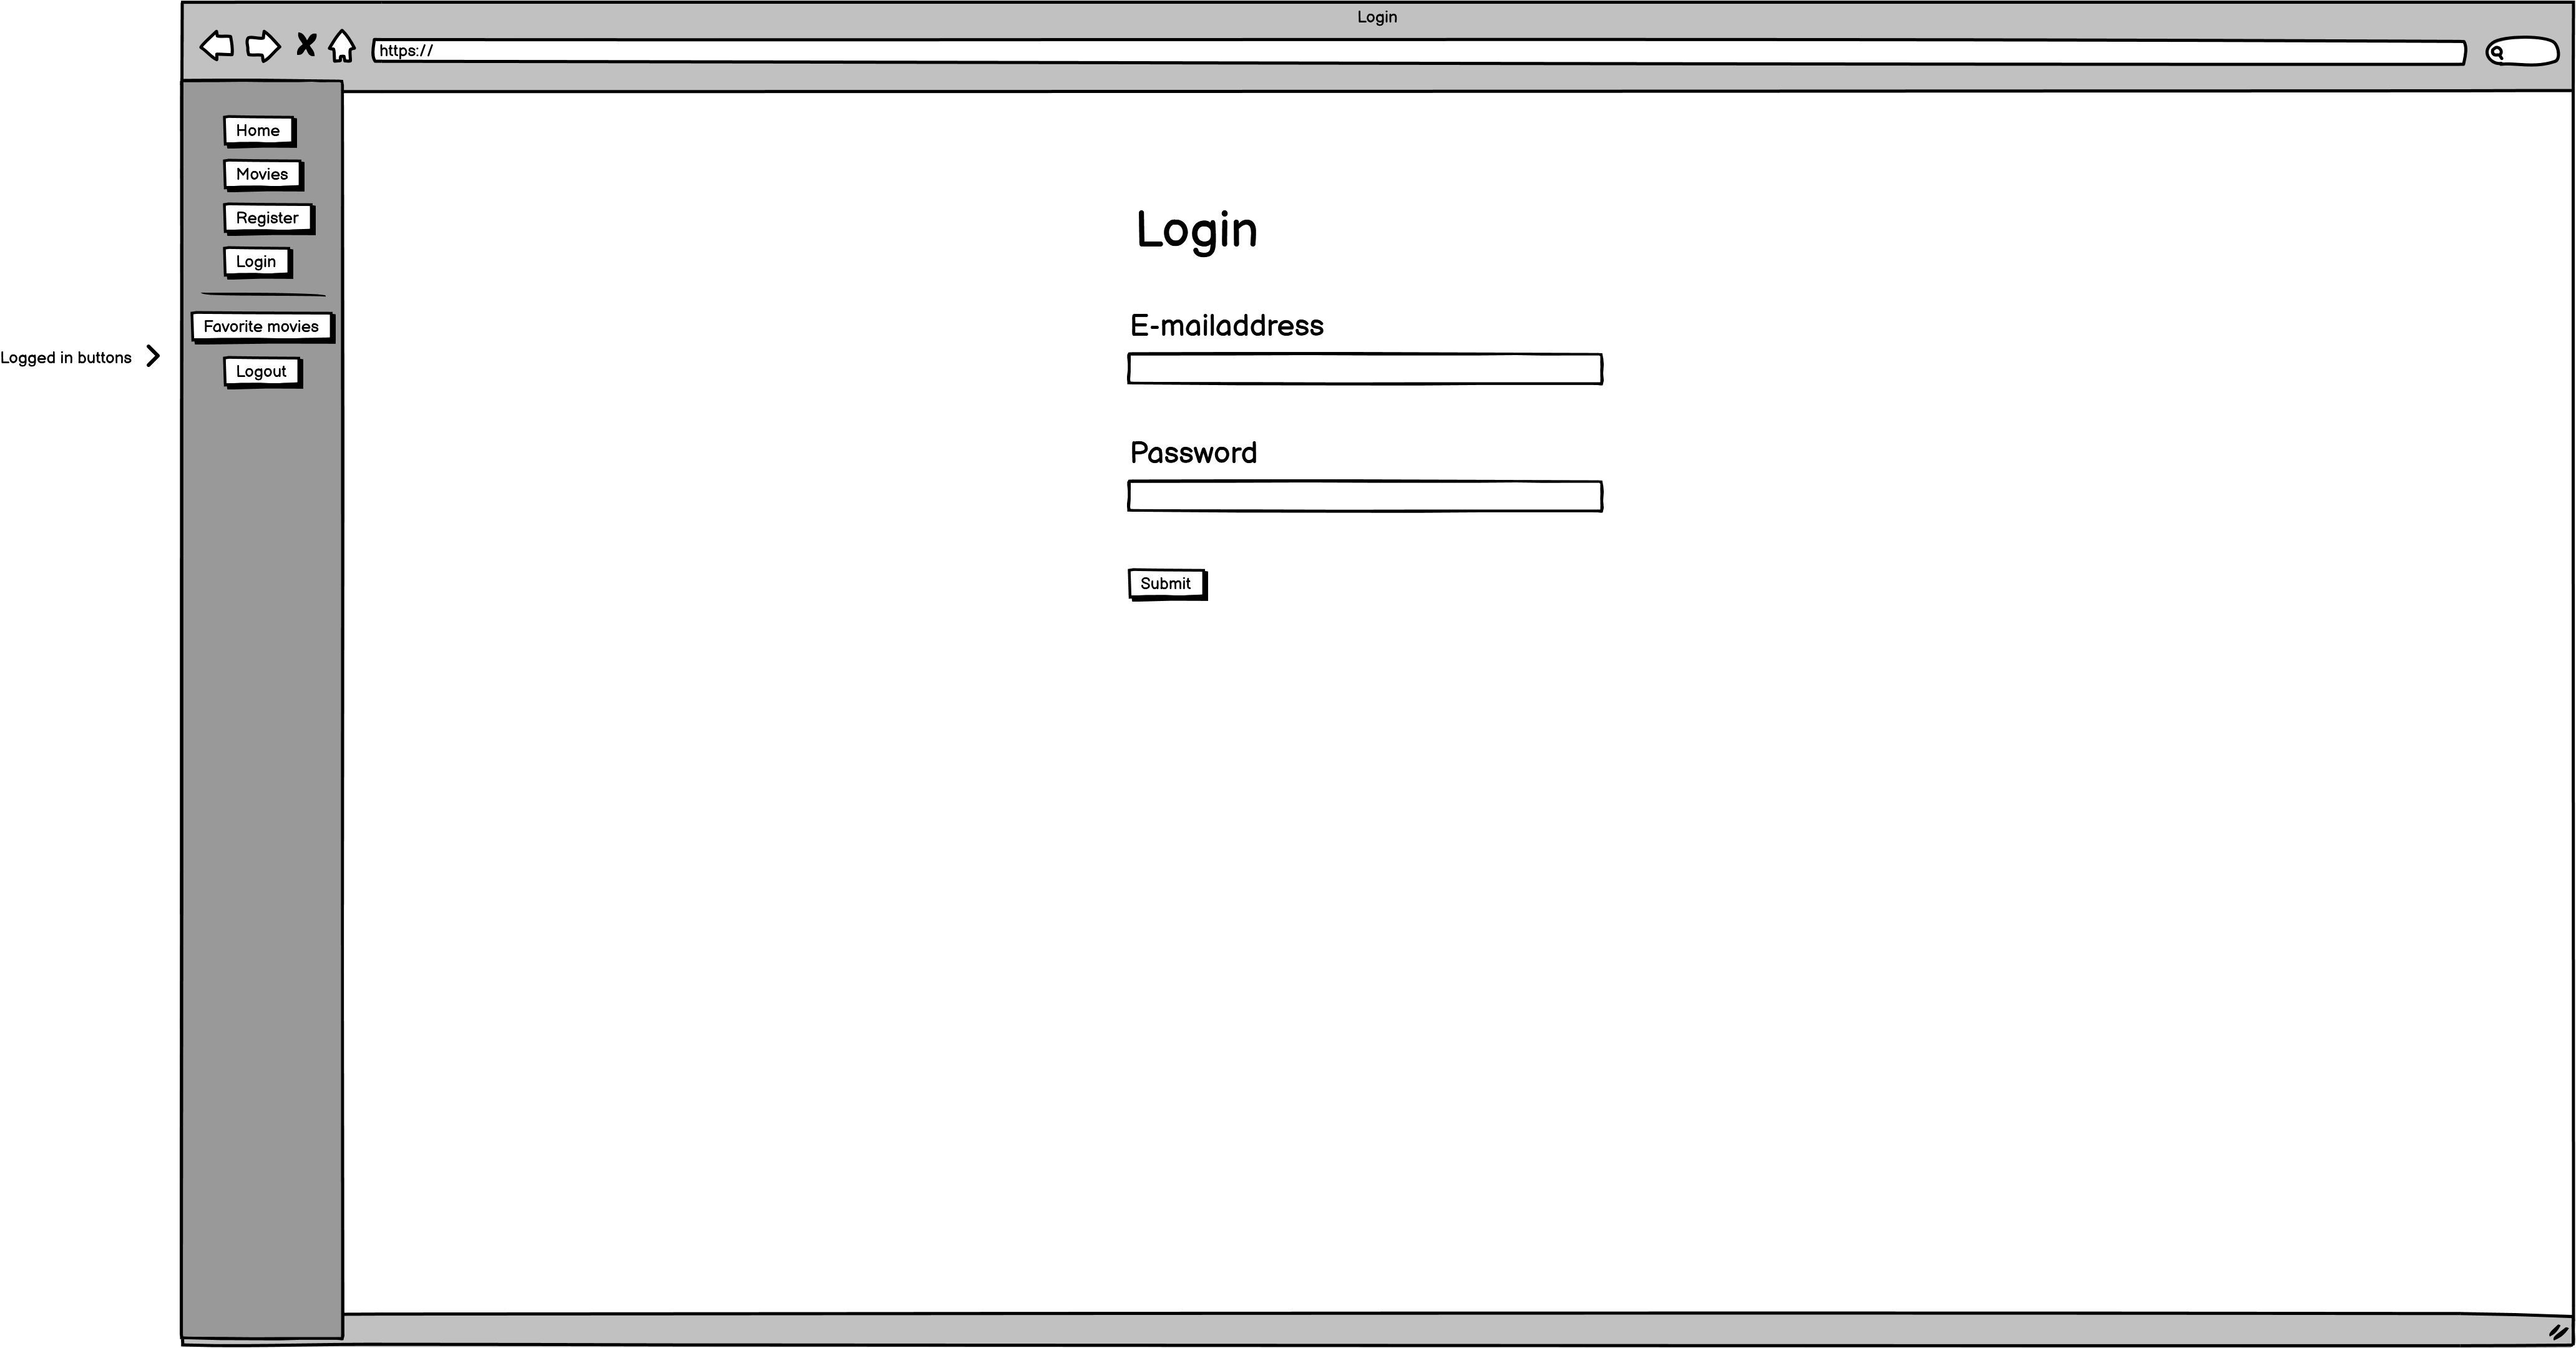 Login
https://
Home
Movies
Register
Login
Favorite movies
Logged in buttons
Logout
Login
E-mailaddress
Password
Submit